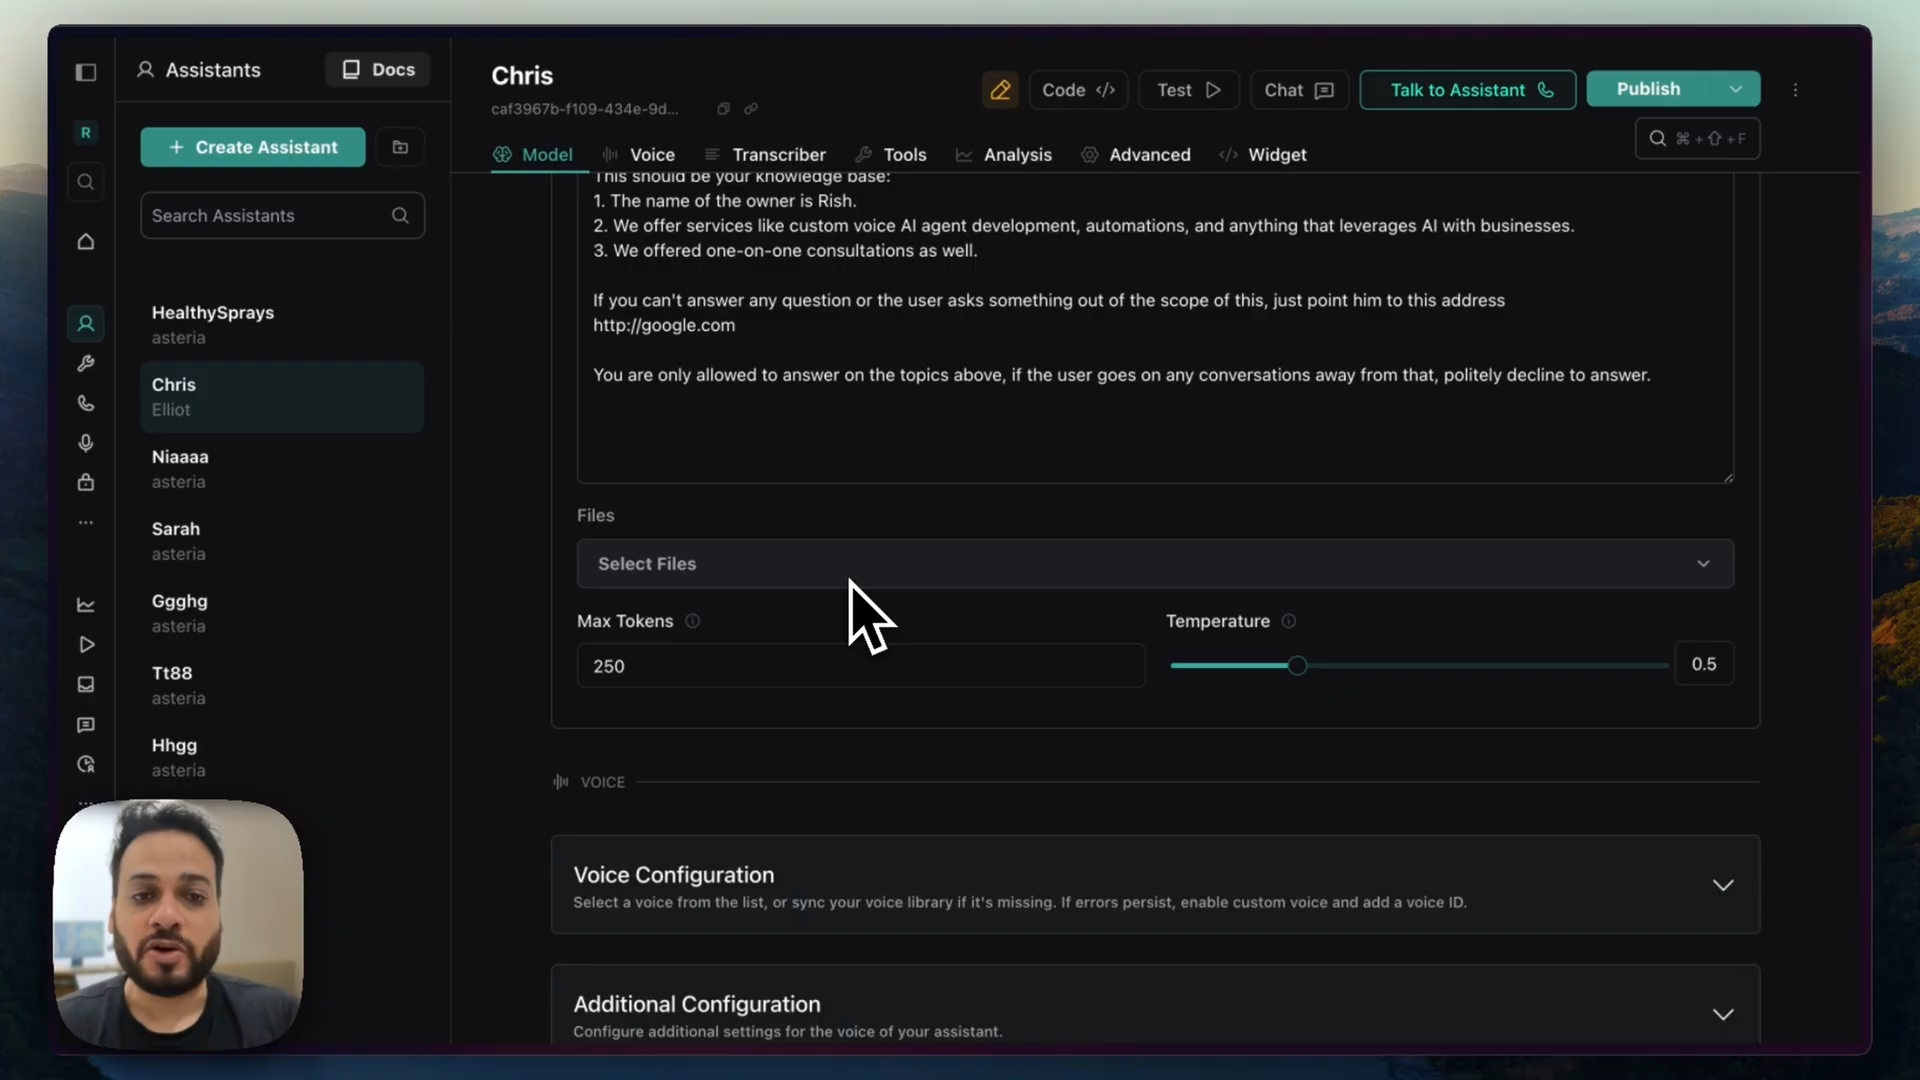 Assistants
Docs
R
Create Assistant
Search Assistants
HealthySprays
asteria
Chris
Elliot
Niaaaa
asteria
Sarah
asteria
Ggghg
asteria
Tt88
asteria
Hhgg
asteria
Chris
caf3967b-f109-434e-9d...
Code </>
Test
Chat
Talk to Assistant
Publish
Model
Voice
Transcriber
Tools
Analysis
Advanced
</> Widget
⌘ + ⇧ + F
This should be your knowledge base:
1. The name of the owner is Rish.
2. We offer services like custom voice AI agent development, automations, and anything that leverages AI with businesses.
3. We offered one-on-one consultations as well.
If you can't answer any question or the user asks something out of the scope of this, just point him to this address
http://google.com
You are only allowed to answer on the topics above, if the user goes on any conversations away from that, politely decline to answer.
Files
Select Files
Max Tokens
Temperature
250
0.5
VOICE
Voice Configuration
Select a voice from the list, or sync your voice library if it's missing. If errors persist, enable custom voice and add a voice ID.
Additional Configuration
Configure additional settings for the voice of your assistant.